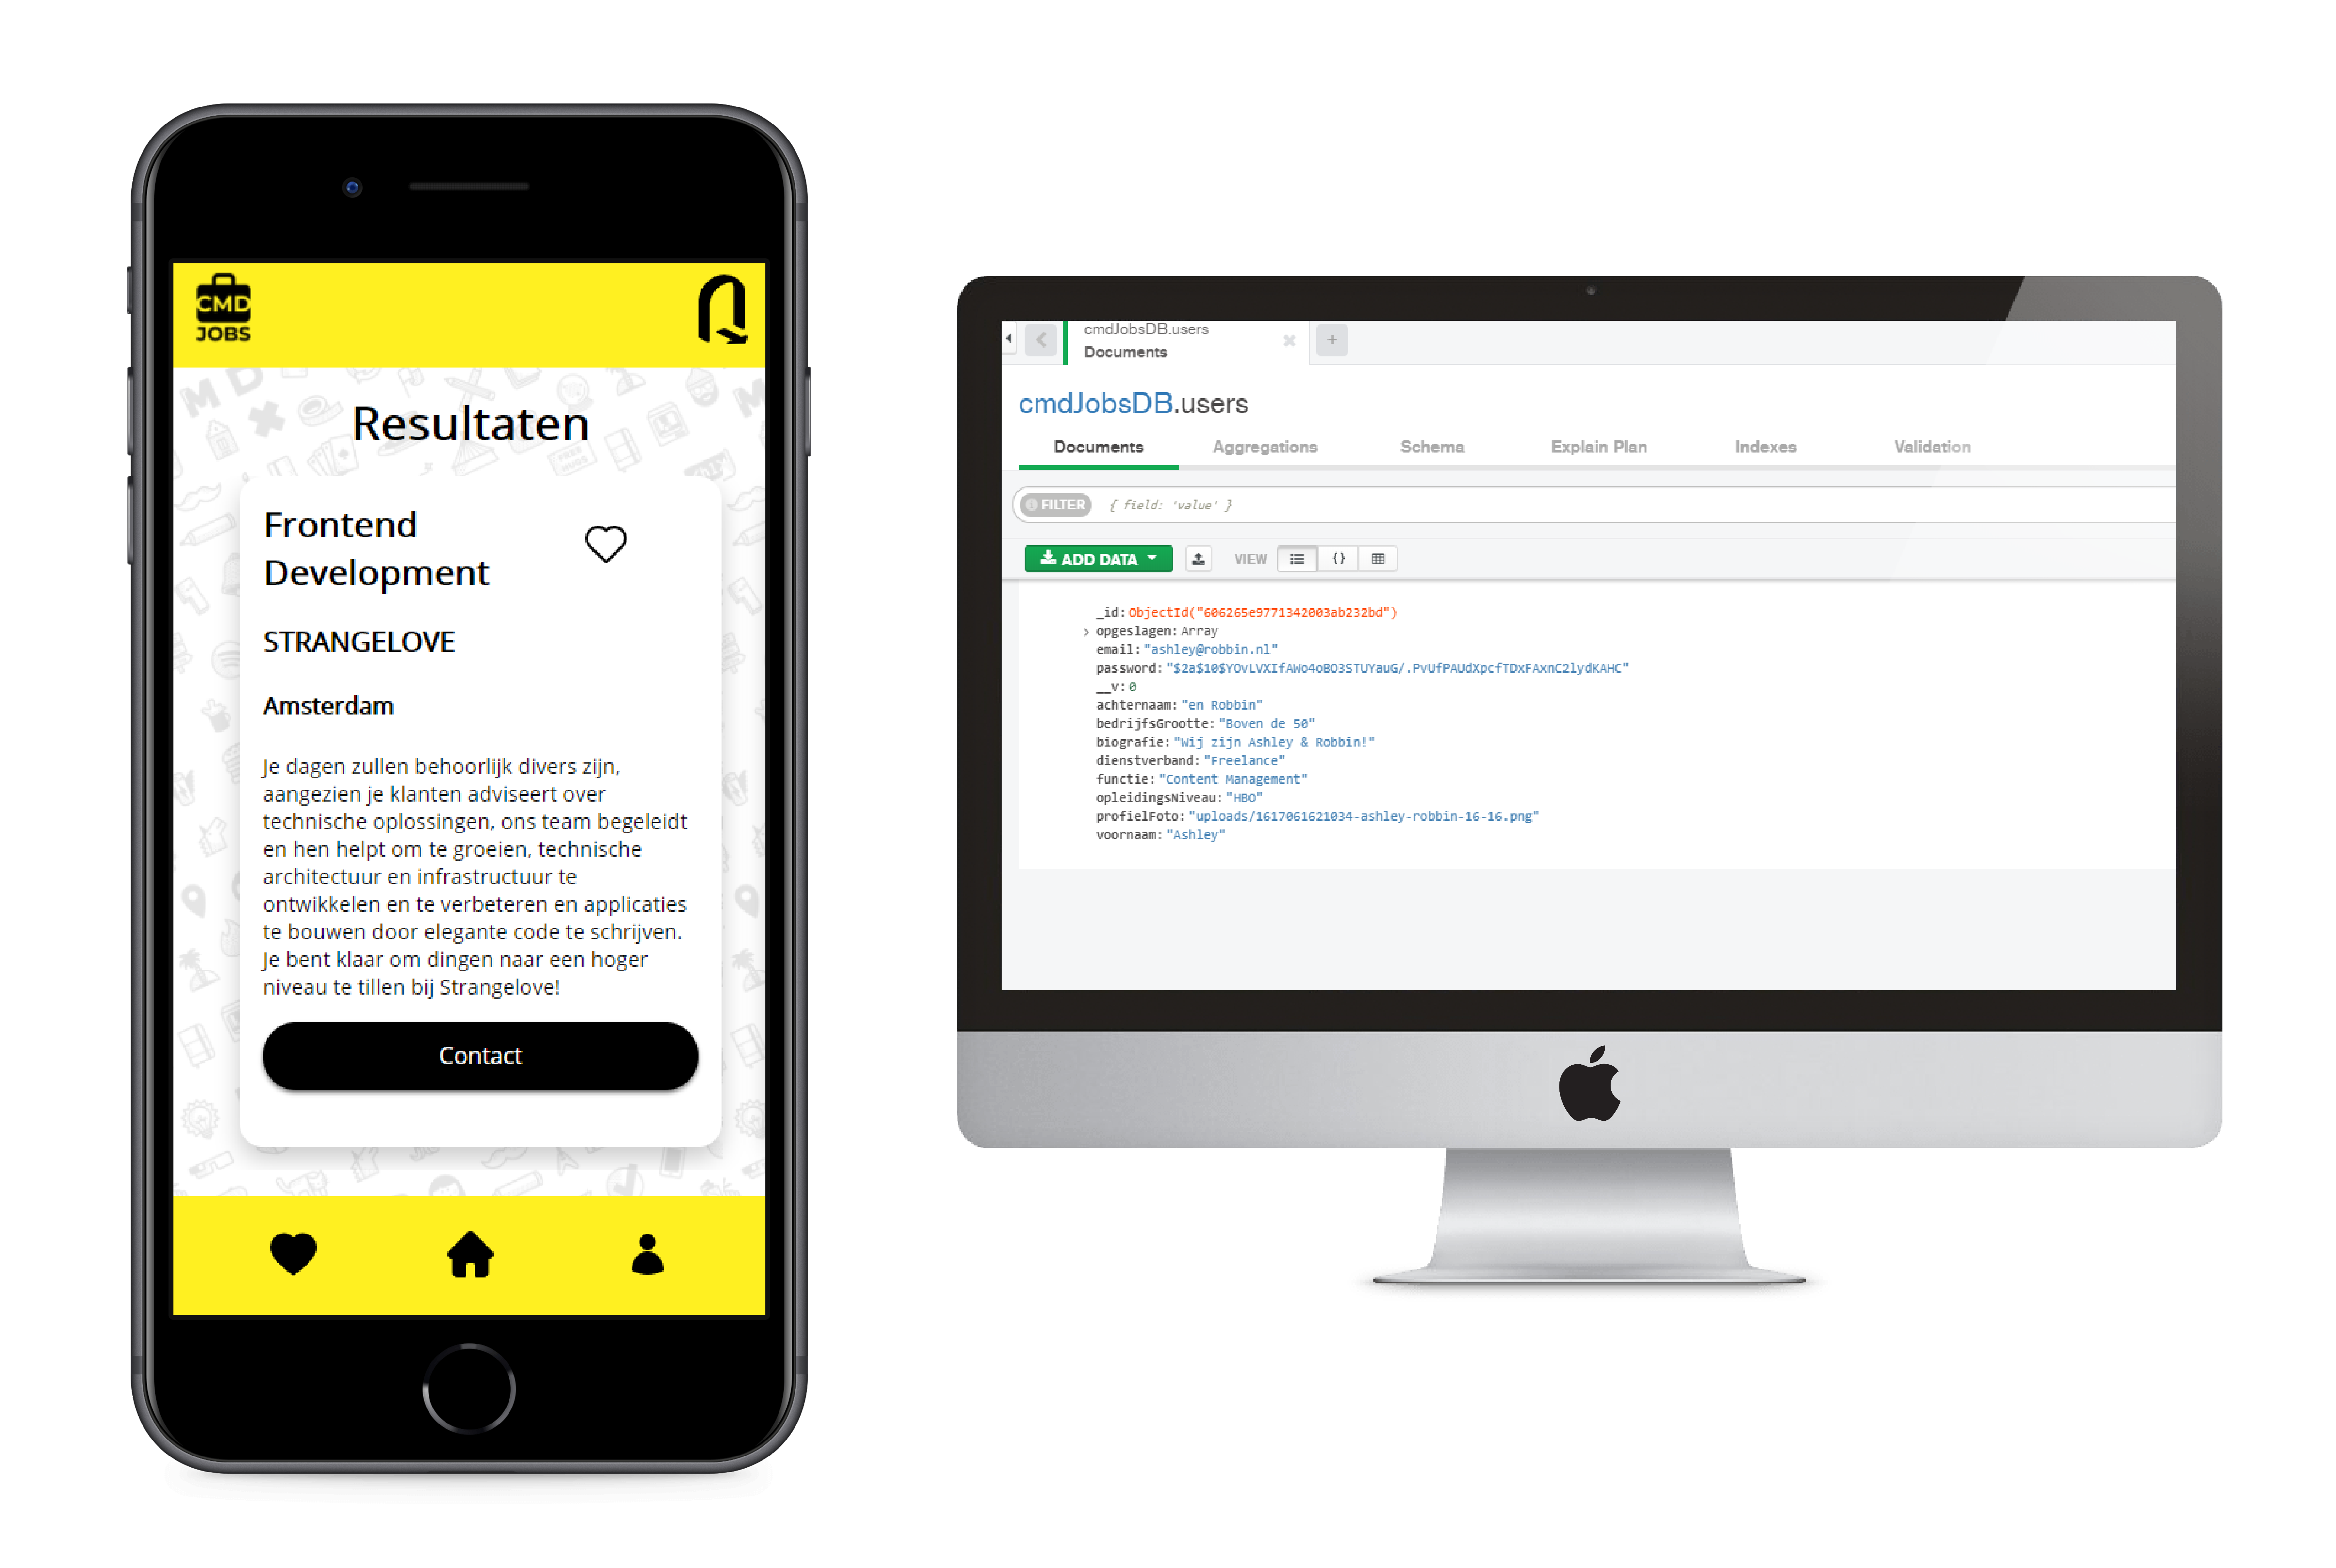 CMD
JOBS
Resultaten
Frontend
Development
STRANGELOVE
Amsterdam
Je dagen zullen behoorlijk divers zijn,
aangezien je klanten adviseert over
technische oplossingen, ons team begeleidt
en hen helpt om te groeien, technische
architectuur en infrastructuur te
ontwikkelen en te verbeteren en applicaties
te bouwen door elegante code te schrijven.
Je bent klaar om dingen naar een hoger
niveau te tillen bij Strangelove!
Contact
cmdJobsDB.users
Documents
cmdJobsDB.users
Documents Aggregations Schema Explain Plan Indexes Validation
FILTER { field: 'value' }
ADD DATA VIEW {}
_id: ObjectId("606265e9771342003ab232bd")
opgeslagen: Array
email: "ashley@robbin.nl"
password: "$2a$10$YOvLVXIfAWo4oBO3STUYauG/.PvUfPAUdXpcfTDxFAxnC2lydKAHC"
__v: 0
achternaam: "en Robbin"
bedrijfsGrootte: "Boven de 50"
biografie: "Wij zijn Ashley & Robbin!"
dienstverband: "Freelance"
functie: "Content Management"
opleidingsNiveau: "HBO"
profielFoto: "uploads/1617061621034-ashley-robbin-16-16.png"
voornaam: "Ashley"